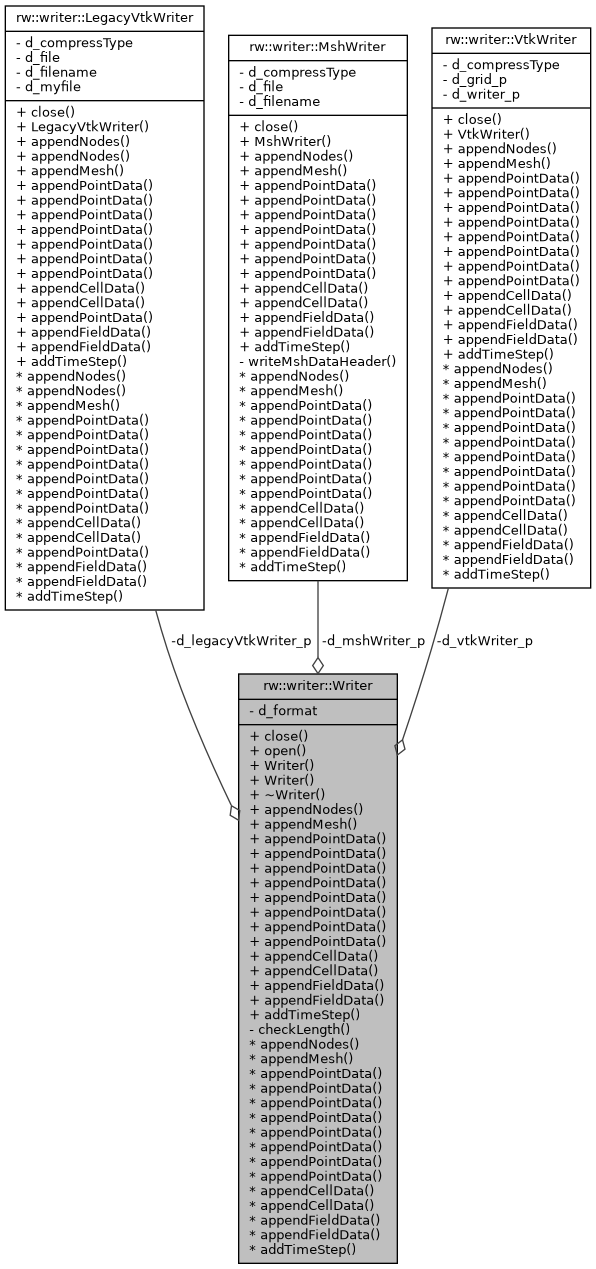 rw::writer::LegacyVtkWriter
- d_compressType
- d_file
- d_filename
- d_myfile
+ close()
+ LegacyVtkWriter()
+ appendNodes()
+ appendNodes()
+ appendMesh()
+ appendPointData()
+ appendPointData()
+ appendPointData()
+ appendPointData()
+ appendPointData()
+ appendPointData()
+ appendPointData()
+ appendCellData()
+ appendCellData()
+ appendPointData()
+ appendFieldData()
+ appendFieldData()
+ addTimeStep()
* appendNodes()
* appendNodes()
* appendMesh()
* appendPointData()
* appendPointData()
* appendPointData()
* appendPointData()
* appendPointData()
* appendPointData()
* appendPointData()
* appendCellData()
* appendCellData()
* appendPointData()
* appendFieldData()
* appendFieldData()
* addTimeStep()
rw::writer::MshWriter
- d_compressType
- d_file
- d_filename
+ close()
+ MshWriter()
+ appendNodes()
+ appendMesh()
+ appendPointData()
+ appendPointData()
+ appendPointData()
+ appendPointData()
+ appendPointData()
+ appendPointData()
+ appendPointData()
+ appendCellData()
+ appendCellData()
+ appendFieldData()
+ appendFieldData()
+ addTimeStep()
- writeMshDataHeader()
* appendNodes()
* appendMesh()
* appendPointData()
* appendPointData()
* appendPointData()
* appendPointData()
* appendPointData()
* appendPointData()
* appendPointData()
* appendCellData()
* appendCellData()
* appendFieldData()
* appendFieldData()
* addTimeStep()
rw::writer::VtkWriter
- d_compressType
- d_grid_p
- d_writer_p
+ close()
+ VtkWriter()
+ appendNodes()
+ appendMesh()
+ appendPointData()
+ appendPointData()
+ appendPointData()
+ appendPointData()
+ appendPointData()
+ appendPointData()
+ appendPointData()
+ appendPointData()
+ appendCellData()
+ appendCellData()
+ appendFieldData()
+ appendFieldData()
+ addTimeStep()
* appendNodes()
* appendMesh()
* appendPointData()
* appendPointData()
* appendPointData()
* appendPointData()
* appendPointData()
* appendPointData()
* appendPointData()
* appendPointData()
* appendCellData()
* appendCellData()
* appendFieldData()
* appendFieldData()
* addTimeStep()
-d_legacyVtkWriter_p
-d_mshWriter_p
-d_vtkWriter_p
rw::writer::Writer
- d_format
+ close()
+ open()
+ Writer()
+ Writer()
+ ~Writer()
+ appendNodes()
+ appendMesh()
+ appendPointData()
+ appendPointData()
+ appendPointData()
+ appendPointData()
+ appendPointData()
+ appendPointData()
+ appendPointData()
+ appendPointData()
+ appendCellData()
+ appendCellData()
+ appendFieldData()
+ appendFieldData()
+ addTimeStep()
- checkLength()
* appendNodes()
* appendMesh()
* appendPointData()
* appendPointData()
* appendPointData()
* appendPointData()
* appendPointData()
* appendPointData()
* appendPointData()
* appendPointData()
* appendCellData()
* appendCellData()
* appendFieldData()
* appendFieldData()
* addTimeStep()